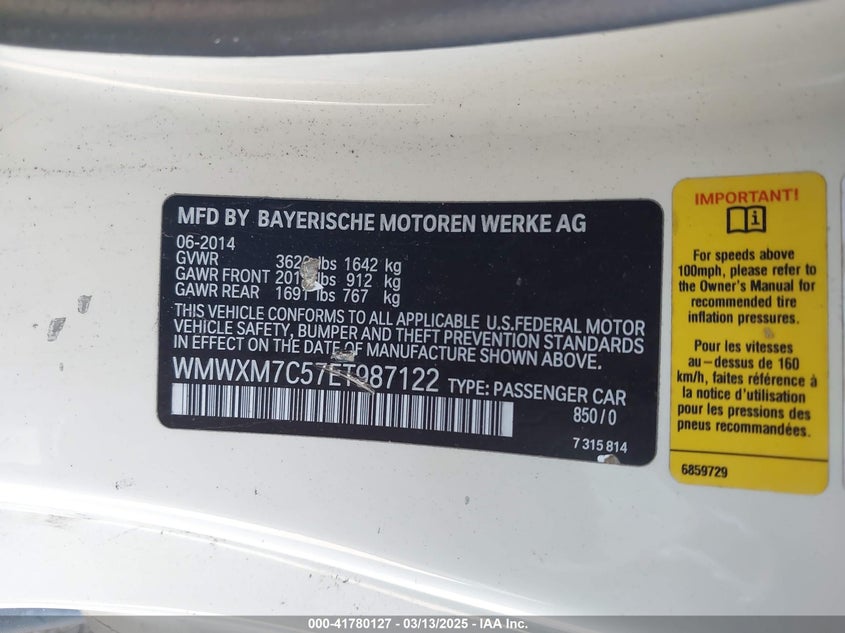 MFD BY BAYERISCHE MOTOREN WERKE AG
06-2014
GVWR lbs 1642 kg
GAWR FRONT lbs 912 kg
GAWR REAR 1691 lbs 767 kg
THIS VEHICLE CONFORMS TO ALL APPLICABLE U.S.FEDERAL MOTOR
VEHICLE SAFETY, BUMPER AND THEFT PREVENTION STANDARDS
IN EFFECT ON THE DATE OF MANUFACTURE SHOWN ABOVE.
WMWXM7C57ET987122 TYPE: PASSENGER CAR
850/0
7 315 814
IMPORTANT!
i
For speeds above
100mph, please refer to
the Owner's Manual for
recommended tire
inflation pressures.
Pour les vitesses
au-dessus de 160
km/h, faites référence à
la notice d'utilisation
pour les pressions des
pneus recommandées.
6859729
000-41780127 - 03/13/2025 - IAA Inc.